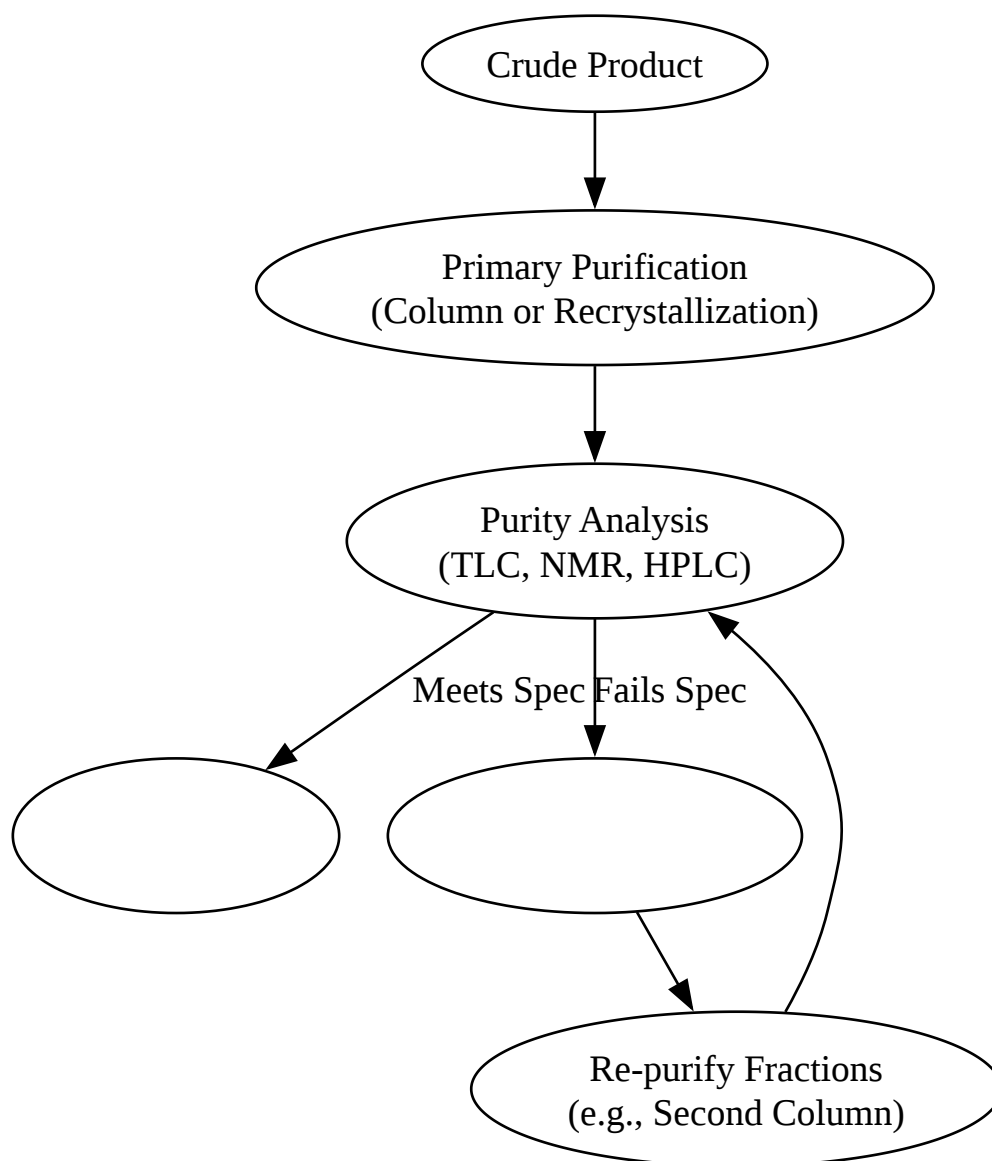 Crude Product
Primary Purification
(Column or Recrystallization)
Purity Analysis
(TLC, NMR, HPLC)
Meets Spec
Fails Spec
Re-purify Fractions
(e.g., Second Column)